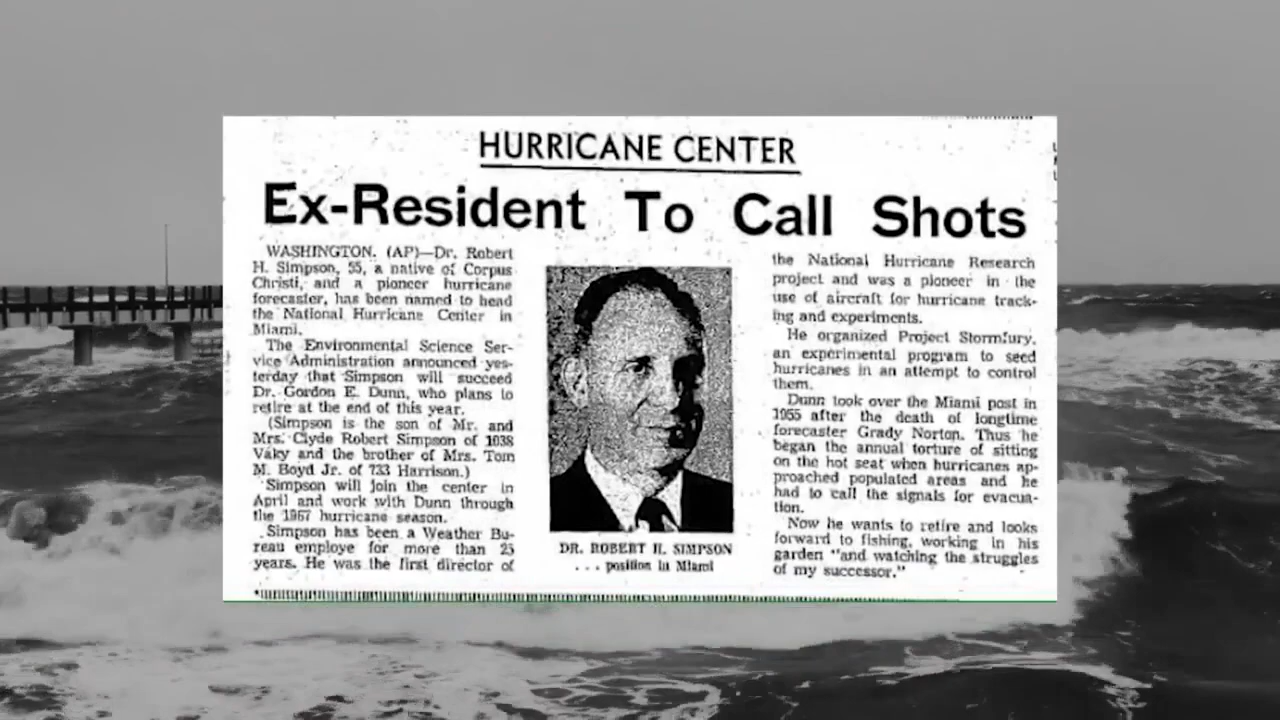 HURRICANE CENTER
Ex-Resident To Call Shots
WASHINGTON. (AP)—Dr. Robert
H. Simpson, 55, a native of Corpus
Christi, and a pioneer hurricane
forecaster, has been named to head
the National Hurricane Center in
Miami.
The Environmental Science Ser-
vice Administration announced yes-
terday that Simpson will succeed
Dr. Gordon E. Dunn, who plans to
retire at the end of this year.
(Simpson is the son of Mr. and
Mrs. Clyde Robert Simpson of 1038
Vaky and the brother of Mrs. Tom
M. Boyd Jr. of 733 Harrison.)
Simpson will join the center in
April and work with Dunn through
the 1967 hurricane season.
Simpson has been a Weather Bu-
reau employe for more than 25
years. He was the first director of
DR. ROBERT H. SIMPSON
. . . position in Miami
the National Hurricane Research
project and was a pioneer in the
use of aircraft for hurricane track-
ing and experiments.
He organized Project Stormfury,
an experimental program to seed
hurricanes in an attempt to control
them.
Dunn took over the Miami post in
1955 after the death of longtime
forecaster Grady Norton. Thus he
began the annual torture of sitting
on the hot seat when hurricanes ap-
proached populated areas and he
had to call the signals for evacua-
tion.
Now he wants to retire and looks
forward to fishing, working in his
garden "and watching the struggles
of my successor."